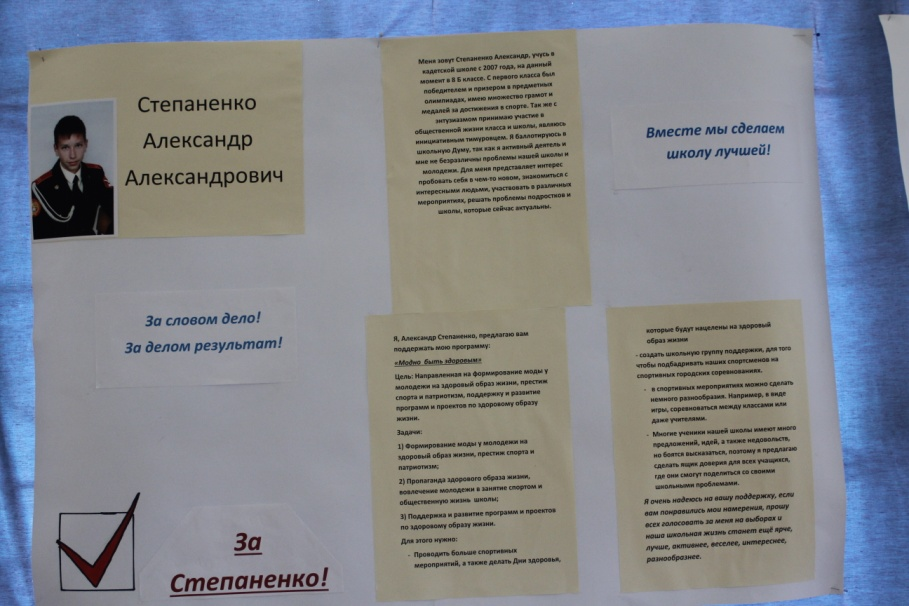 Степаненко
Александр
Александрович
Меня зовут Степаненко Александр, учусь в
кадетской школе с 2007 года, на данный
момент в 8 Б классе. С первого класса был
победителем и призером в предметных
олимпиадах, имею множество грамот и
медалей за достижения в спорте. Так же с
энтузиазмом принимаю участие в
общественной жизни класса и школы, являюсь
инициативным тимуровцем. Я баллотируюсь в
школьную Думу, так как я активный деятель и
мне не безразличны проблемы нашей школы и
молодежи. Для меня представляет интерес
пробовать себя в чем-то новом, знакомиться с
интересными людьми, участвовать в различных
мероприятиях, решать проблемы подростков и
школы, которые сейчас актуальны.
Вместе мы сделаем
школу лучшей!
За словом дело!
За делом результат!
Я, Александр Степаненко, предлагаю вам
поддержать мою программу:
«Модно быть здоровым»
Цель: Направленная на формирование моды у
молодежи на здоровый образ жизни, престиж
спорта и патриотизм, поддержку и развитие
программ и проектов по здоровому образу
жизни.
Задачи:
1) Формирование моды у молодежи на
здоровый образ жизни, престиж спорта и
патриотизм;
2) Пропаганда здорового образа жизни,
вовлечение молодежи в занятие спортом и
общественную жизнь школы;
3) Поддержка и развитие программ и проектов
по здоровому образу жизни.
Для этого нужно:
- Проводить больше спортивных
мероприятий, а также делать Дни здоровья,
которые будут нацелены на здоровый
образ жизни
- создать школьную группу поддержки, для того
чтобы подбадривать наших спортсменов на
спортивных городских соревнованиях.
- в спортивных мероприятиях можно сделать
немного разнообразия. Например, в виде
игры, соревноваться между классами или
даже учителями.
- Многие ученики нашей школы имеют много
предложений, идей, а также недовольств,
но боятся высказаться, поэтому я предлагаю
сделать ящик доверия для всех учащихся,
где они смогут поделиться со своими
школьными проблемами.
Я очень надеюсь на вашу поддержку, если
вам понравились мои намерения, прошу
всех голосовать за меня на выборах и
наша школьная жизнь станет ещё ярче,
лучше, активнее, веселее, интереснее,
разнообразнее.
За
Степаненко!